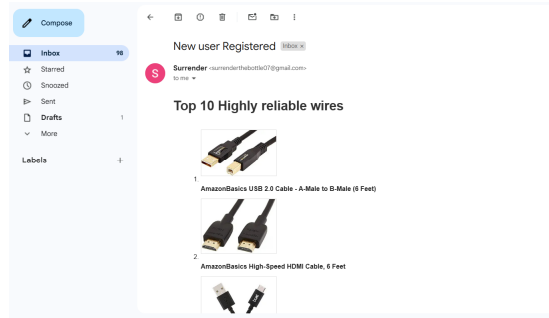 Compose
Inbox 98
Starred
Snoozed
Sent
Drafts 1
More
Labels +
New user Registered Inbox x
S
Surrender <surrenderthebottle07@gmail.com>
to me
Top 10 Highly reliable wires
1.
AmazonBasics USB 2.0 Cable - A-Male to B-Male (6 Feet)
2.
AmazonBasics High-Speed HDMI Cable, 6 Feet